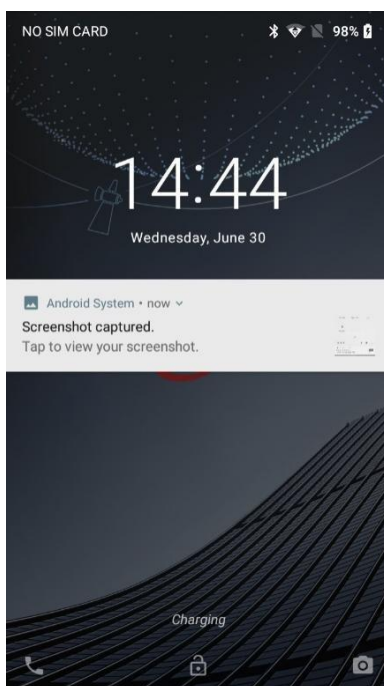 NO SIM CARD 98%
14:44
Wednesday, June 30
Android System • now
Screenshot captured.
Tap to view your screenshot.
Charging